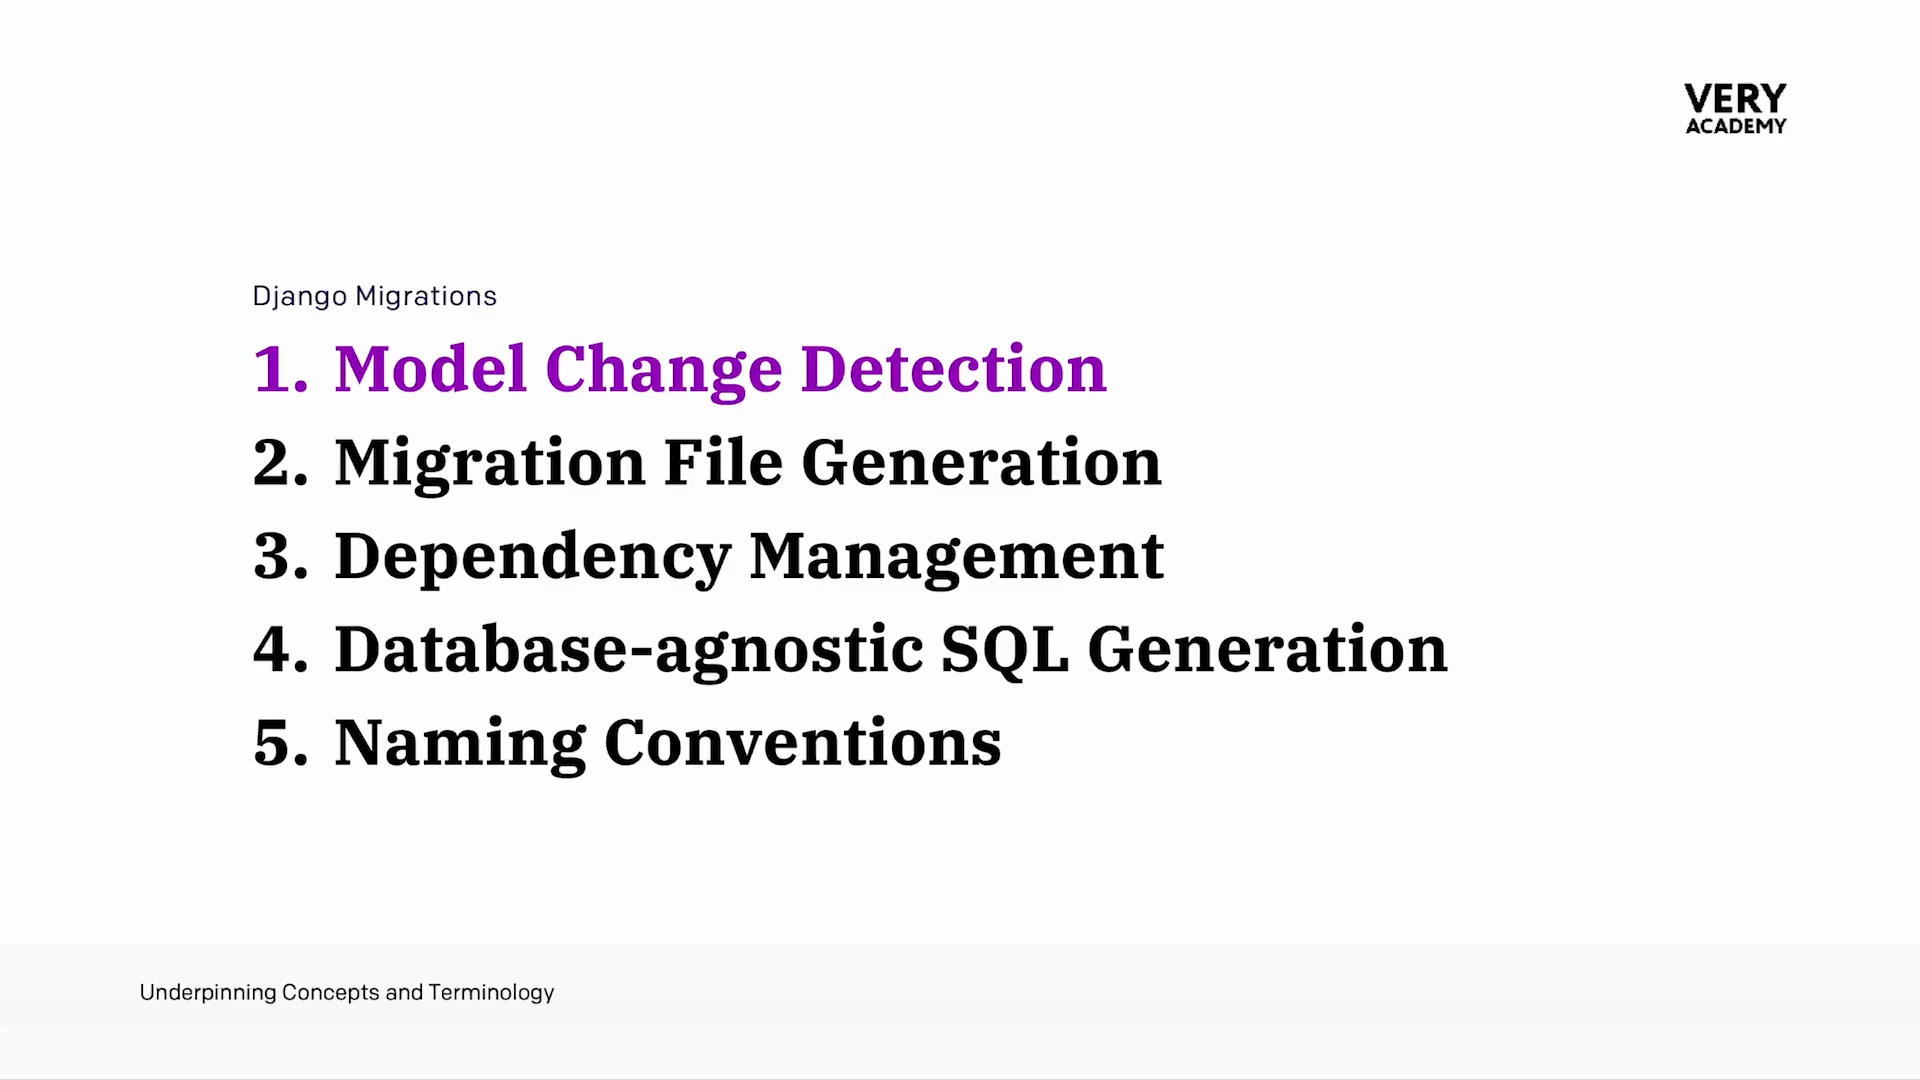 VERY
ACADEMY
Django Migrations
1. Model Change Detection
2. Migration File Generation
3. Dependency Management
4. Database-agnostic SQL Generation
5. Naming Conventions
Underpinning Concepts and Terminology